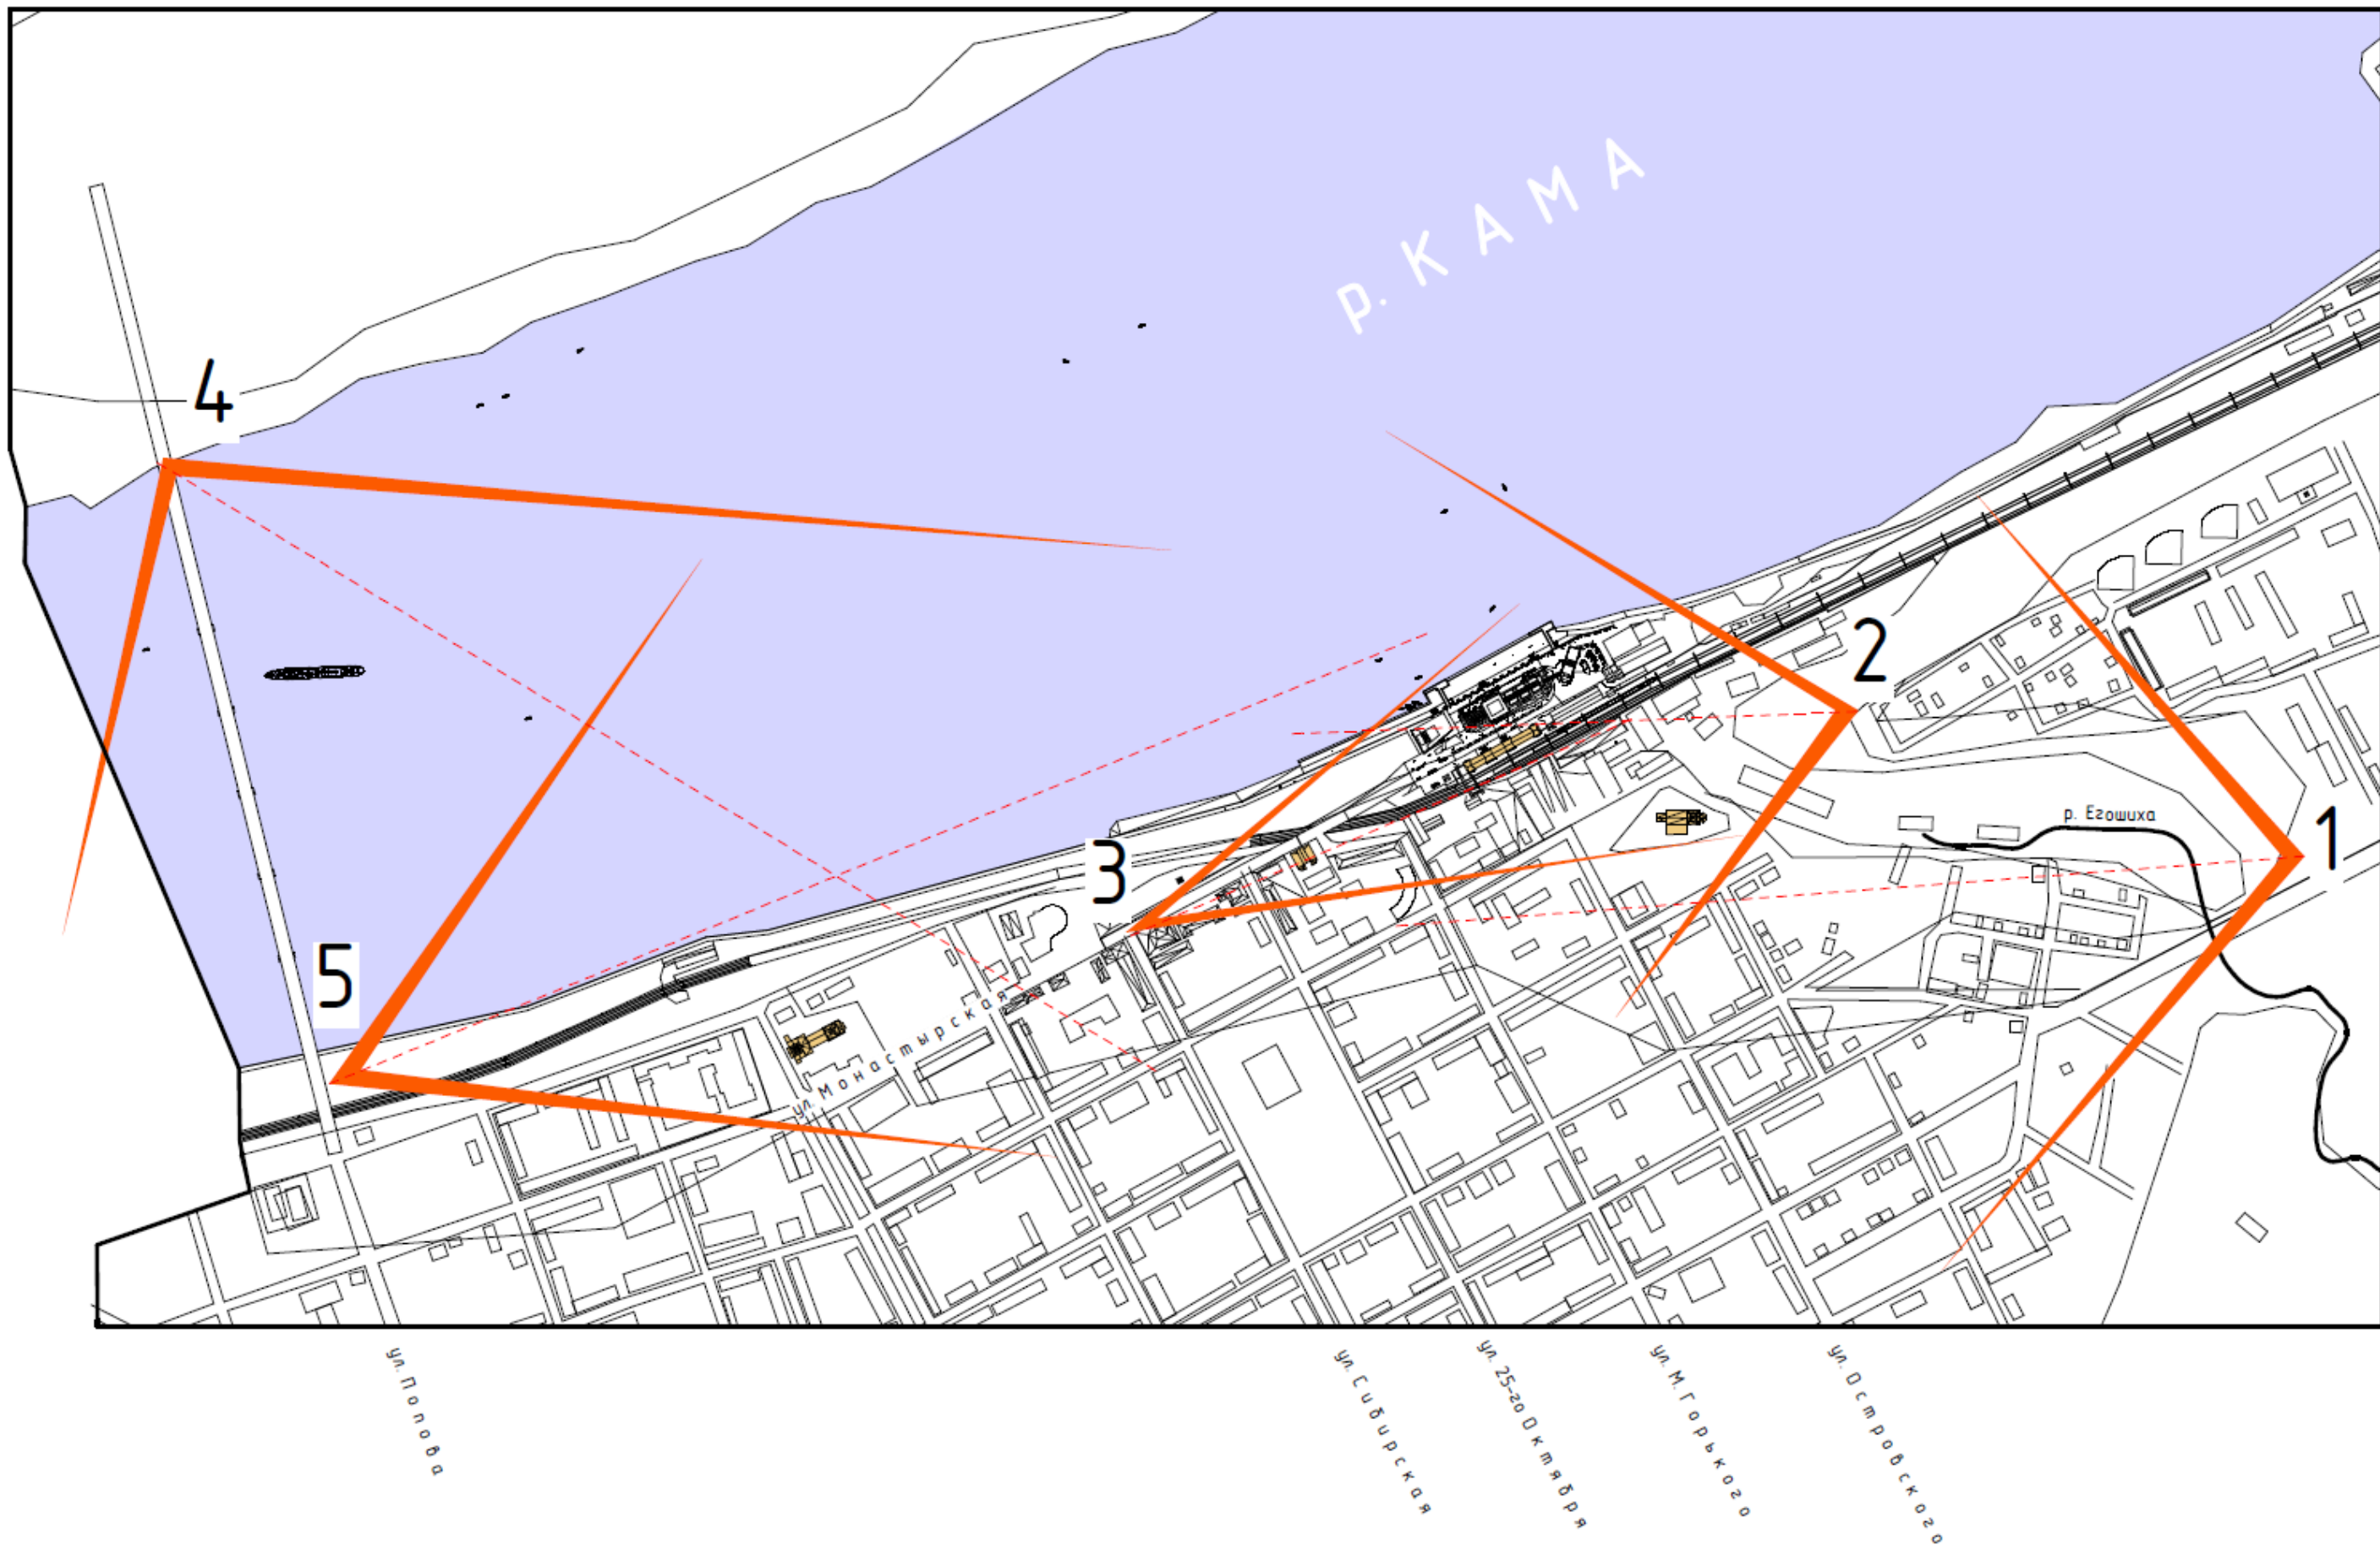 р. КАМА
4
2
р. Егошиха
1
3
5
ул. Монастырская
ул. Попова
ул. Сибирская
ул. 25-го Октября
ул. М. Горького
ул. Островского